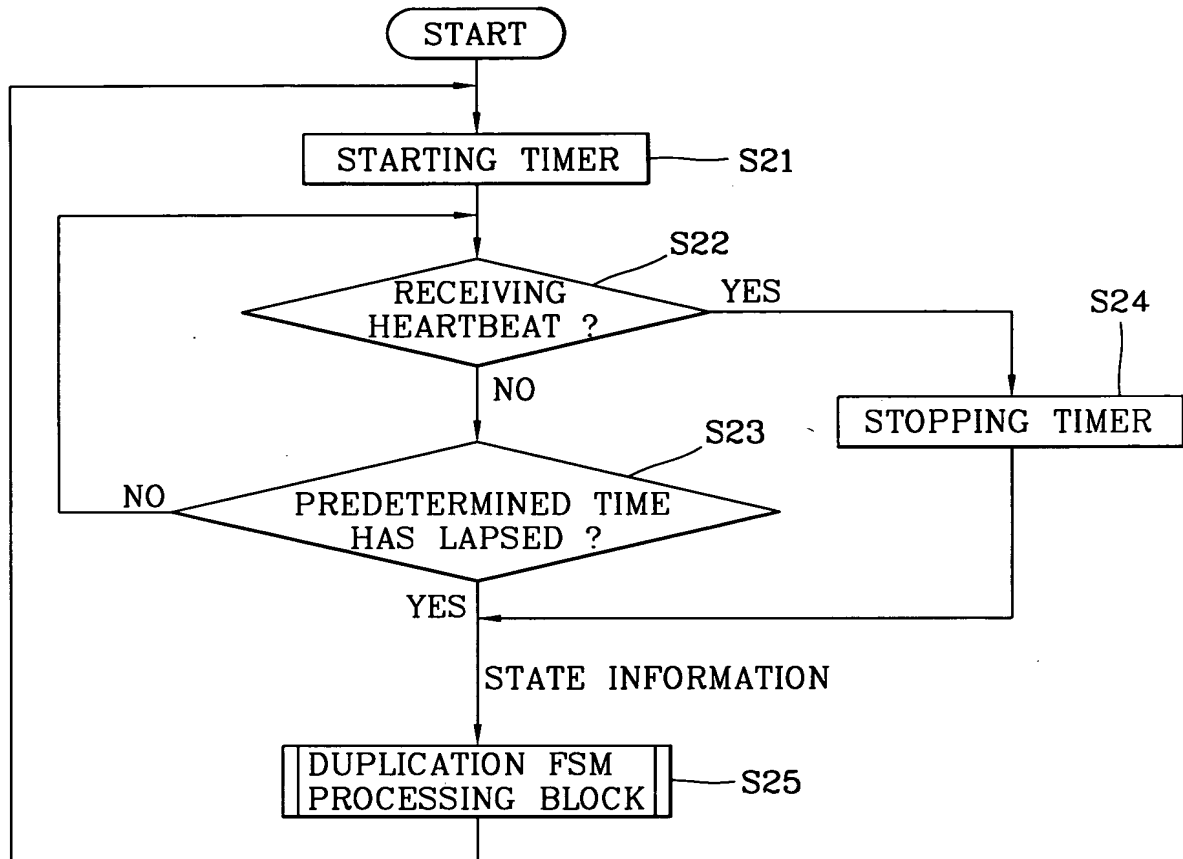 START
STARTING TIMER
S21
S22
RECEIVING
HEARTBEAT ?
YES
S24
STOPPING TIMER
NO
S23
PREDETERMINED TIME
HAS LAPSED ?
NO
YES
STATE INFORMATION
DUPLICATION FSM
PROCESSING BLOCK
S25